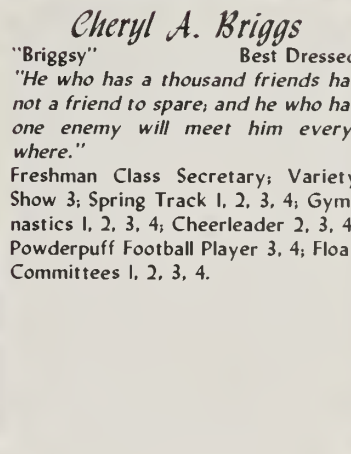 Cheryl A. Briggs
"Briggsy" Best Dressed
"He who has a thousand friends ha
not a friend to spare; and he who ha
one enemy will meet him every
where."
Freshman Class Secretary; Variety
Show 3; Spring Track 1, 2, 3, 4; Gym
nastics 1, 2, 3, 4; Cheerleader 2, 3, 4
Powderpuff Football Player 3, 4; Floa
Committees 1, 2, 3, 4.